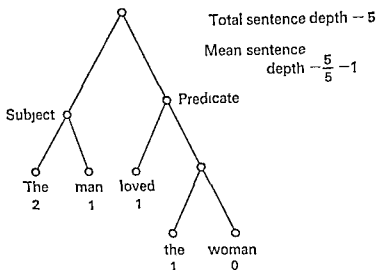 Total sentence depth — 5
Mean sentence
depth — 5/5 — 1
Subject
Predicate
The man loved
2 1 1
the woman
1 0